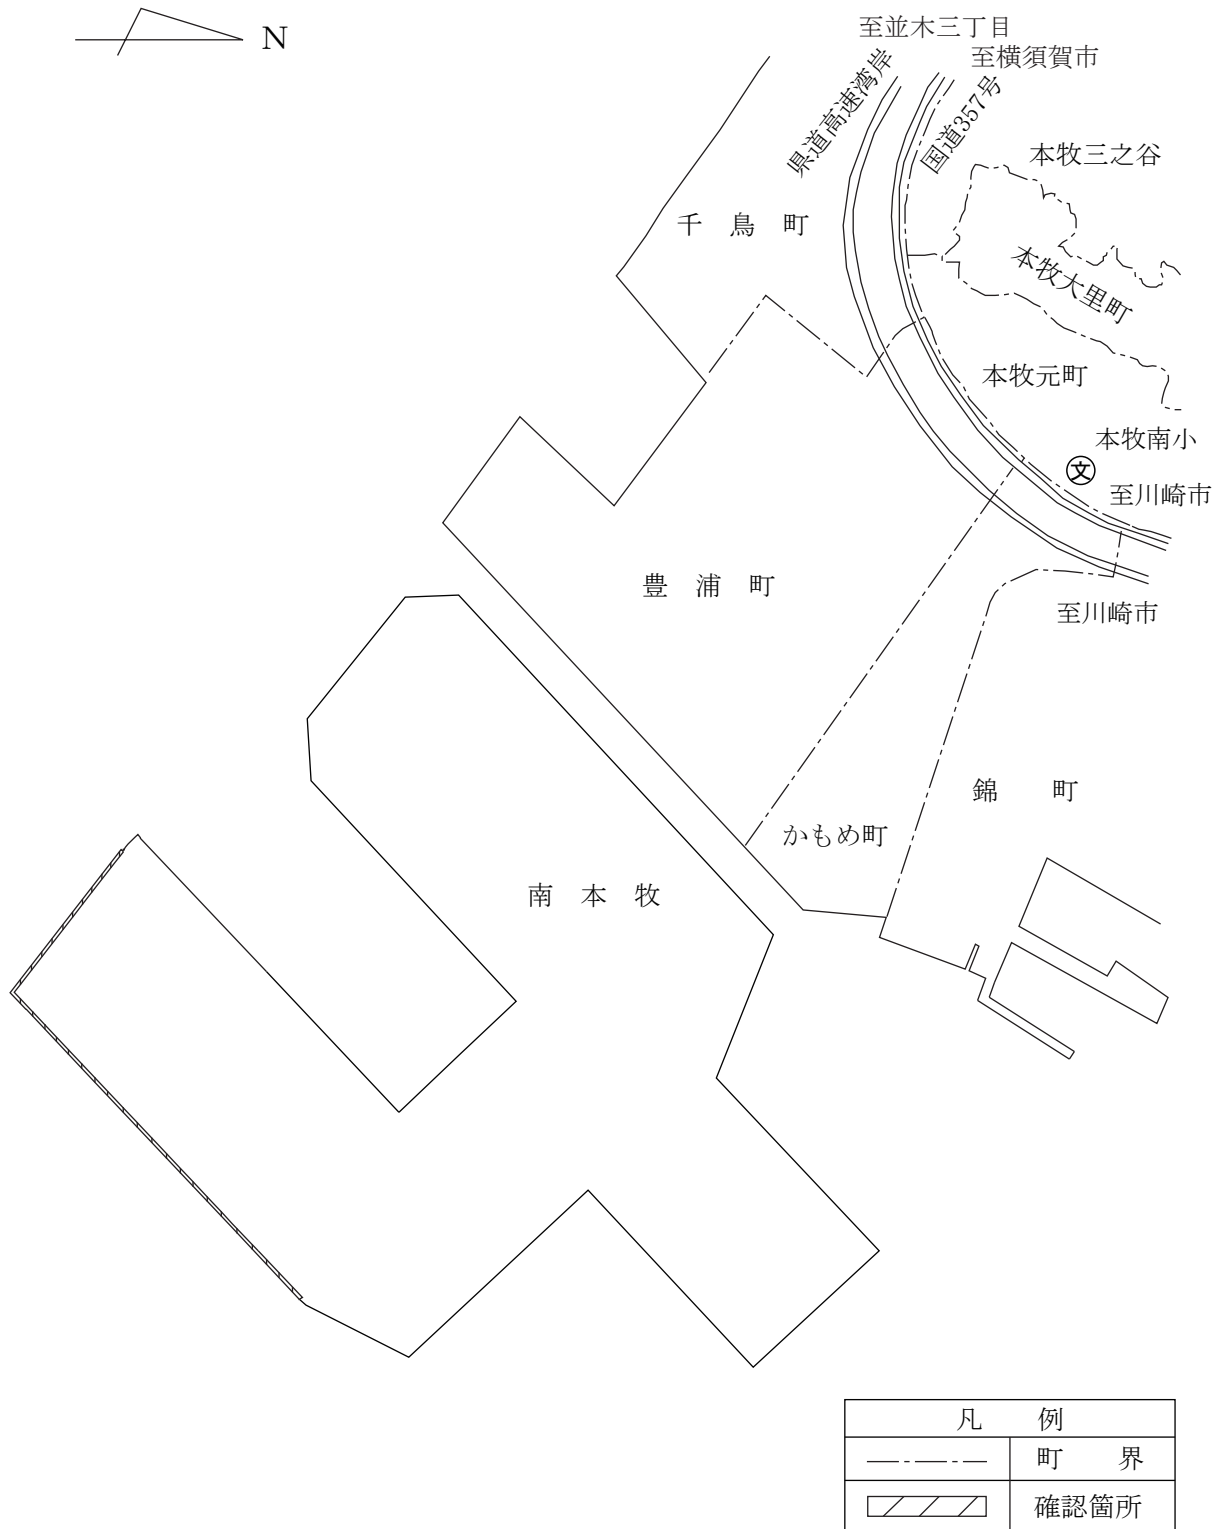 N
至並木三丁目
至横須賀市
県道高速湾岸
国道357号
本牧三之谷
千鳥町
本牧大里町
本牧元町
本牧南小
文
至川崎市
豊浦町
至川崎市
錦町
かもめ町
南本牧
凡例
町界
確認箇所